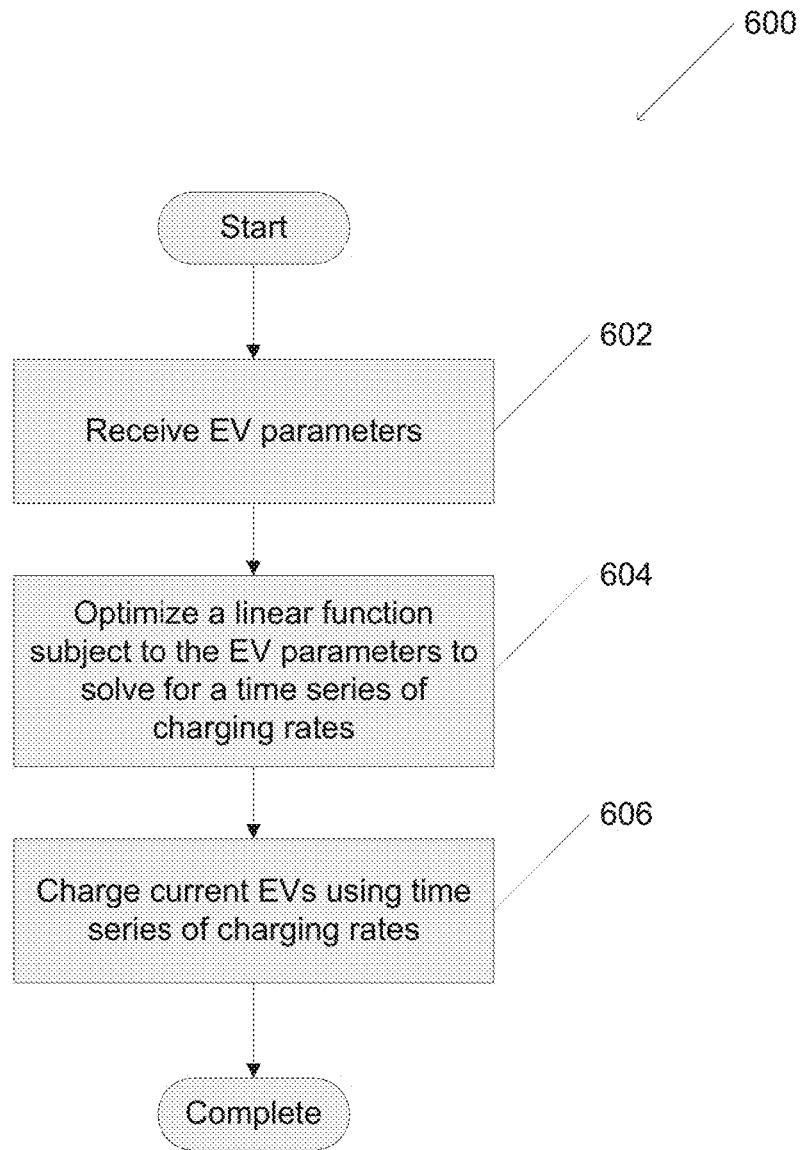 600
Start
602
Receive EV parameters
604
Optimize a linear function
subject to the EV parameters to
solve for a time series of
charging rates
606
Charge current EVs using time
series of charging rates
Complete